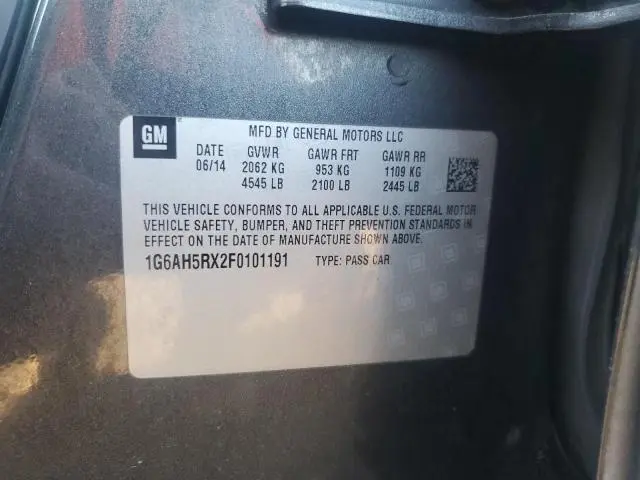 GM
MFD BY GENERAL MOTORS LLC
DATE GVWR GAWR FRT GAWR RR
06/14 2062 KG 953 KG 1109 KG
4545 LB 2100 LB 2445 LB
THIS VEHICLE CONFORMS TO ALL APPLICABLE U.S. FEDERAL MOTOR
VEHICLE SAFETY, BUMPER, AND THEFT PREVENTION STANDARDS IN
EFFECT ON THE DATE OF MANUFACTURE SHOWN ABOVE.
1G6AH5RX2F0101191 TYPE: PASS CAR